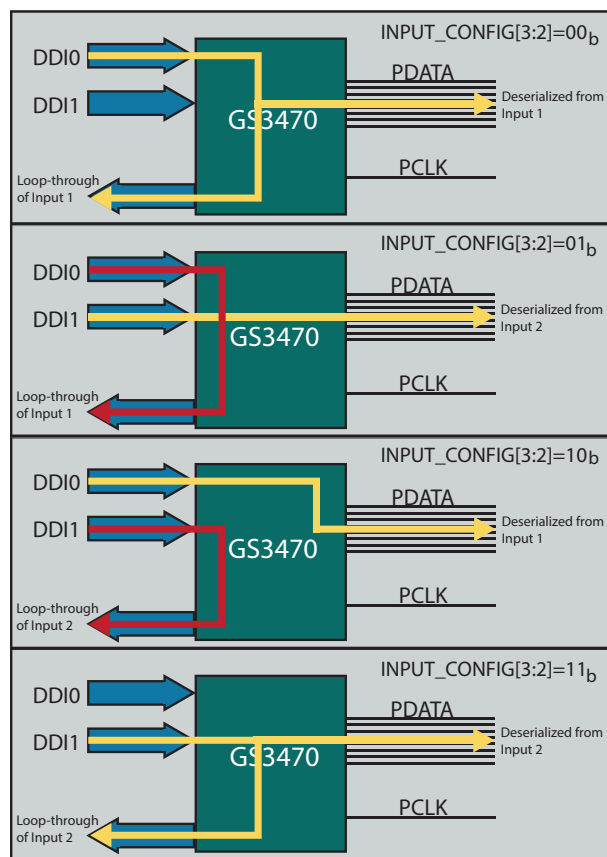 INPUT_CONFIG[3:2]=00b
DDI0
PDATA
DDI1
Deserialized from
Input 1
GS3470
Loop-through
of Input 1
PCLK
INPUT_CONFIG[3:2]=01b
DDI0
PDATA
DDI1
Deserialized from
Input 2
GS3470
Loop-through
of Input 1
PCLK
INPUT_CONFIG[3:2]=10b
DDI0
PDATA
DDI1
Deserialized from
Input 1
GS3470
Loop-through
of Input 2
PCLK
INPUT_CONFIG[3:2]=11b
DDI0
PDATA
DDI1
Deserialized from
Input 2
GS3470
Loop-through
of Input 2
PCLK